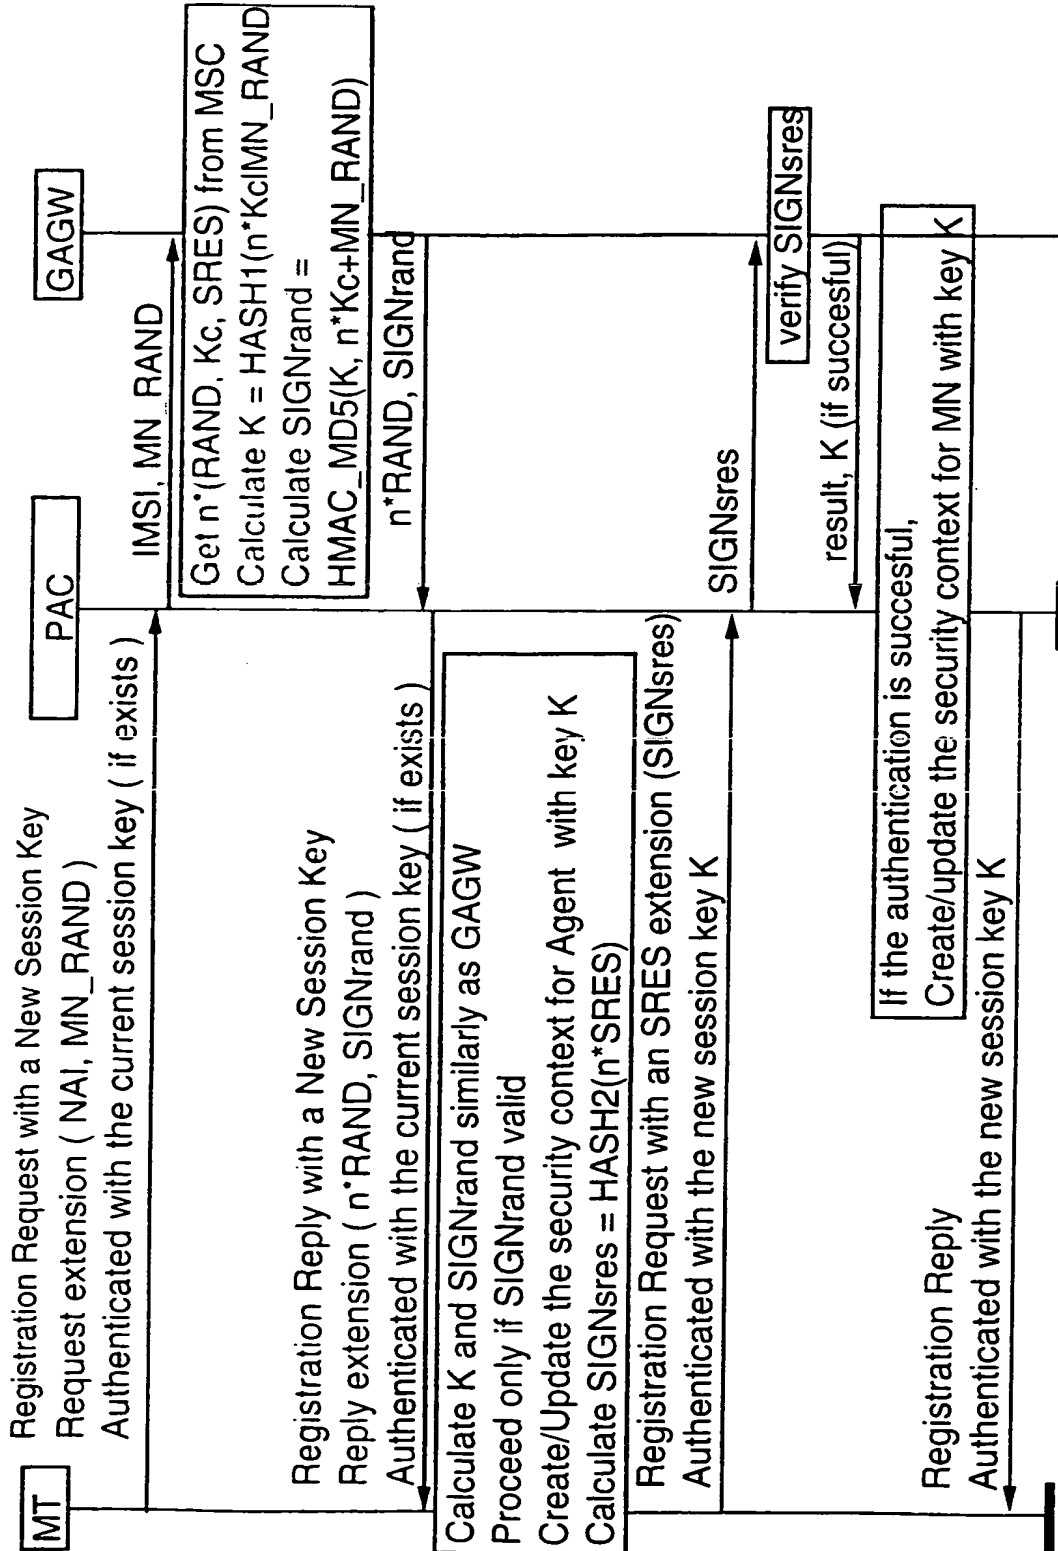 MT
PAC
GAGW
Registration Request with a New Session Key
Request extension ( NAI, MN_RAND )
Authenticated with the current session key ( if exists )
IMSI, MN_RAND
Get n*(RAND, Kc, SRES) from MSC
Calculate K = HASH1(n*Kc|MN_RAND
Calculate SIGNrand =
HMAC_MD5(K, n*Kc+MN_RAND)
n*RAND, SIGNrand
Registration Reply with a New Session Key
Reply extension ( n*RAND, SIGNrand )
Authenticated with the current session key ( if exists )
Calculate K and SIGNrand similarly as GAGW
Proceed only if SIGNrand valid
Create/Update the security context for Agent with key K
Calculate SIGNsres = HASH2(n*SRES)
Registration Request with an SRES extension (SIGNsres)
Authenticated with the new session key K
SIGNsres
verify SIGNsres
result, K (if succesful)
If the authentication is succesful,
Create/update the security context for MN with key K
Registration Reply
Authenticated with the new session key K